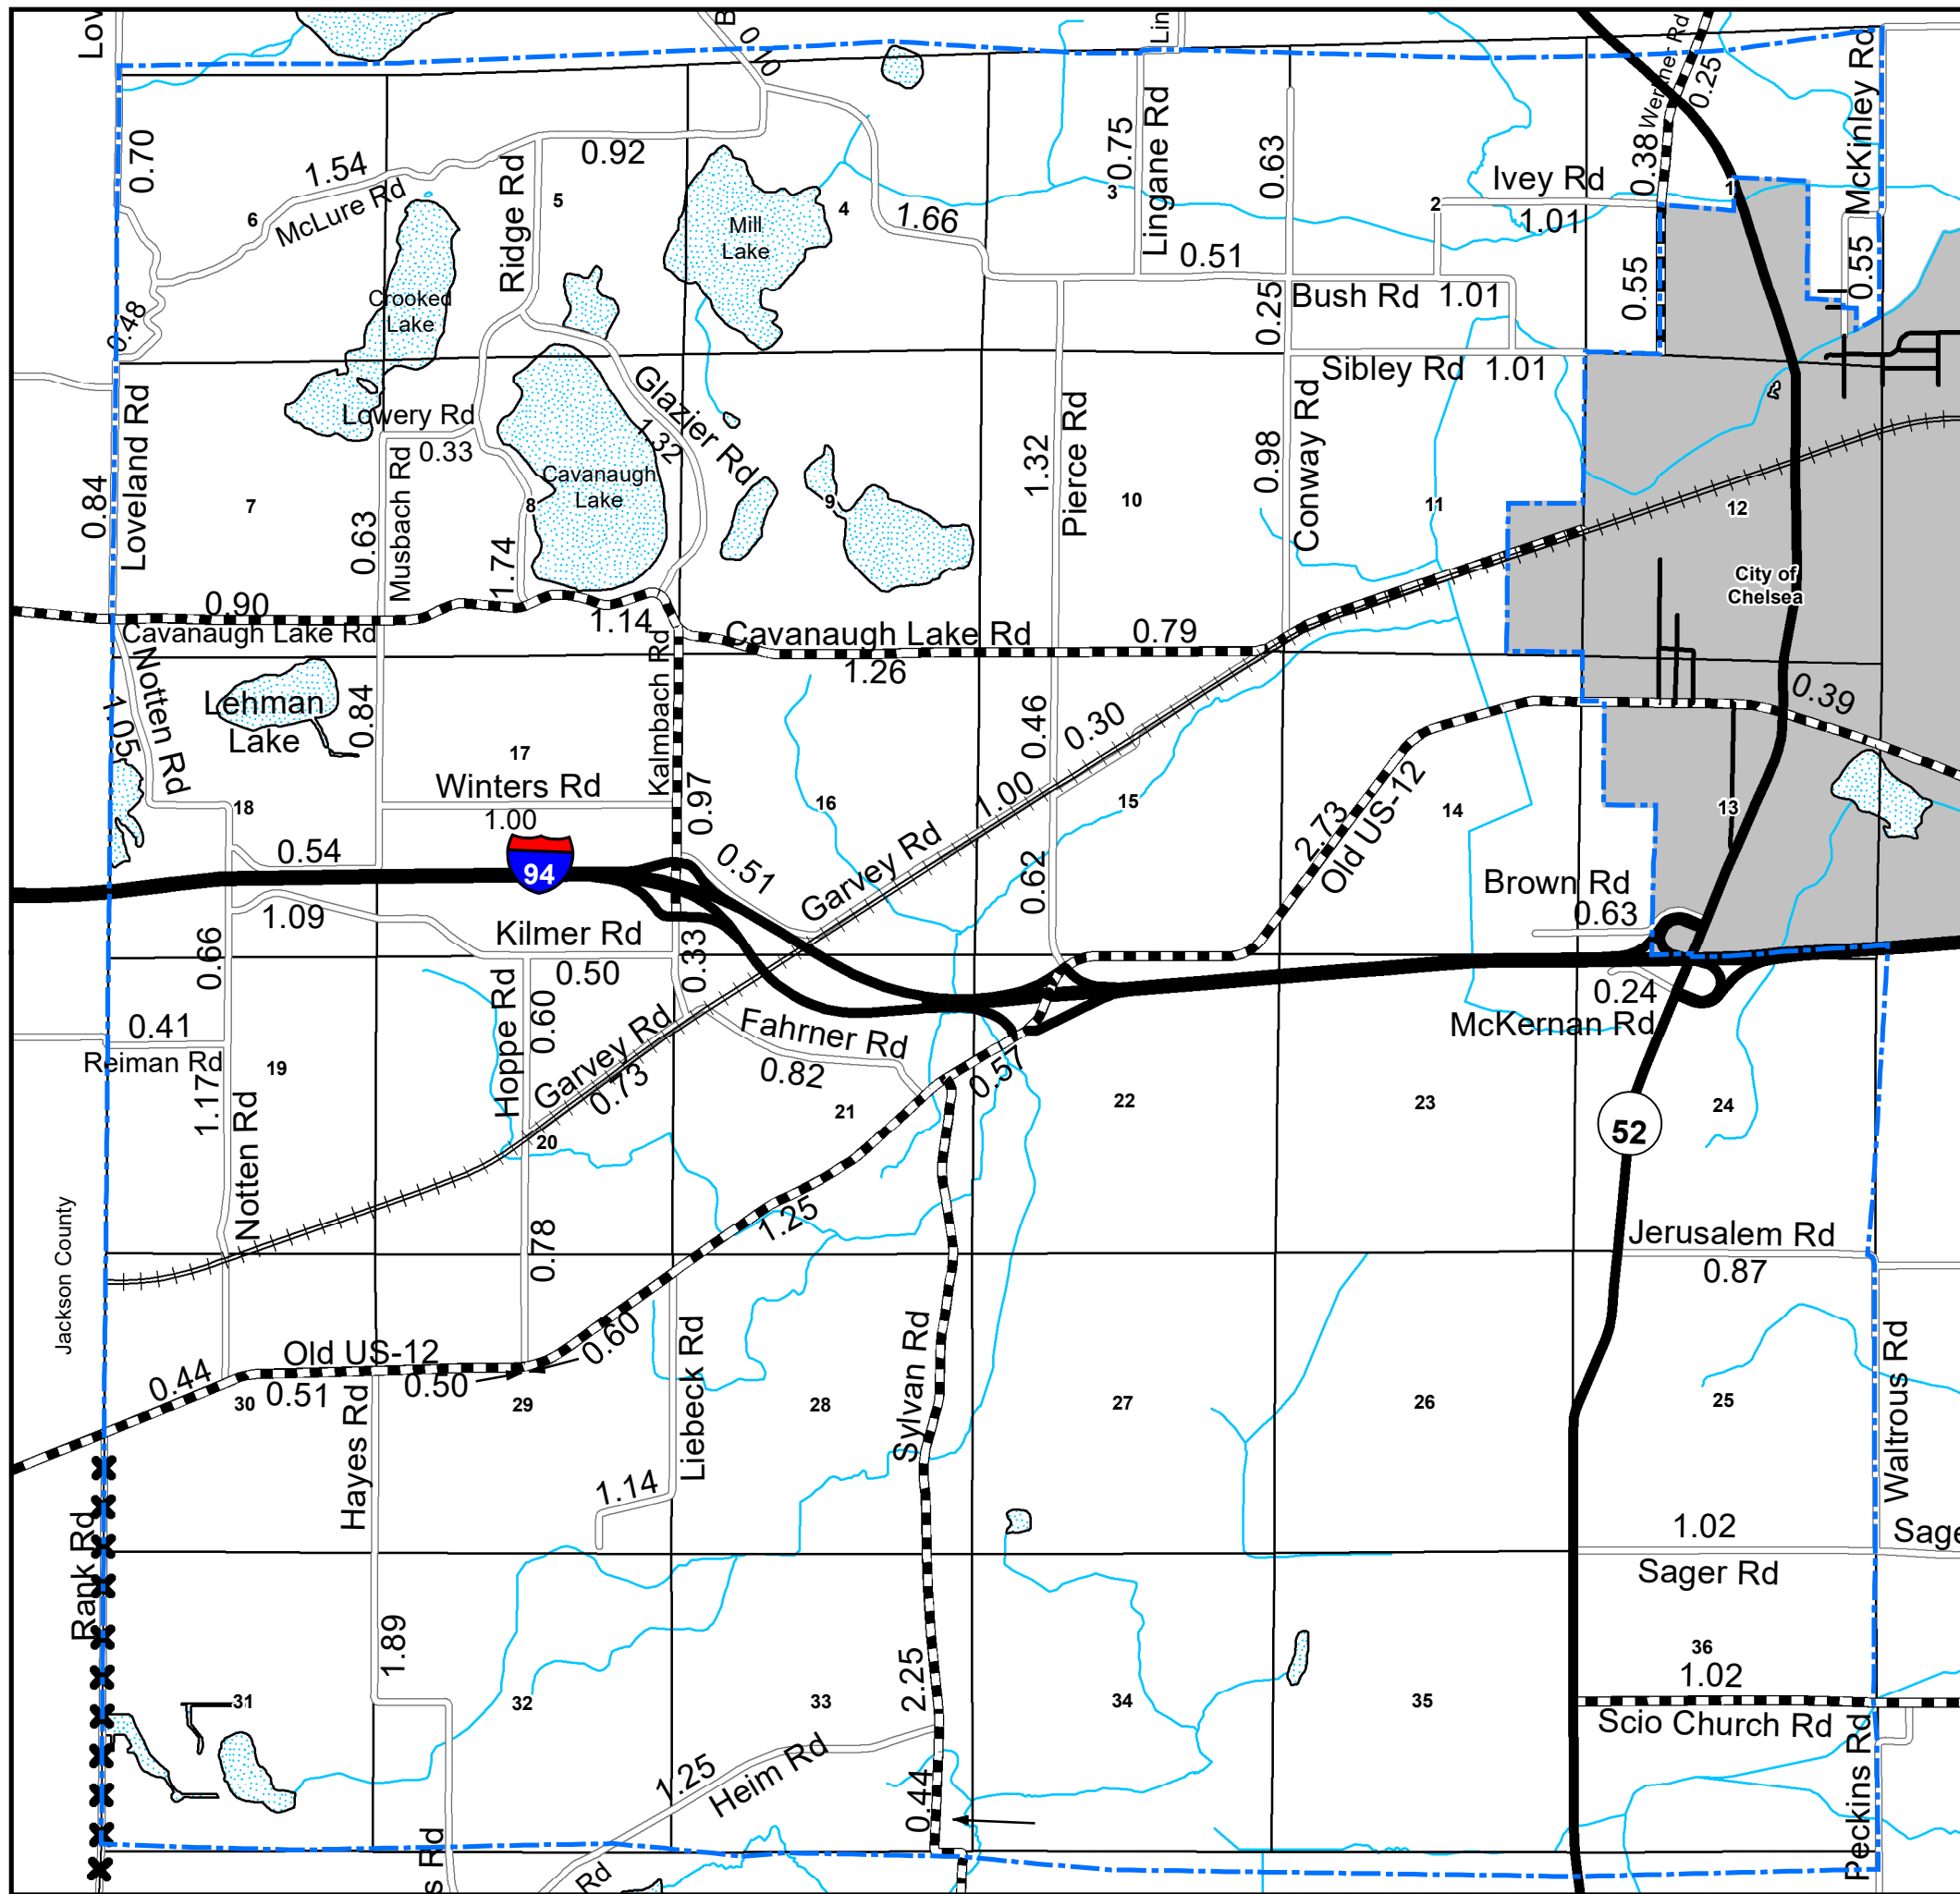 Lov
B
0.10
Lin
Wer ner Rd
0.25
McKinley Rd
0.70
1.54
McLure Rd
6
0.92
Ridge Rd
5
Mill
Lake
4
1.66
0.75
3
Lingane Rd
0.51
0.63
Ivey Rd
1.01
2
0.38
1
0.55
0.55
0.48
Crooked
Lake
0.25
Bush Rd
1.01
Sibley Rd
1.01
Loveland Rd
0.84
7
Lowery Rd
0.33
Musbach Rd
0.63
8
1.74
Cavanaugh
Lake
Glazier Rd
1.32
9
1.32
Pierce Rd
10
0.98
Conway Rd
11
12
City of
Chelsea
0.90
Cavanaugh Lake Rd
1.14
Kalmbach Rd
Cavanaugh Lake Rd
1.26
0.79
Notten Rd
1.05
Lehman
Lake
0.84
17
Winters Rd
1.00
18
0.97
16
0.46
0.30
1.00
15
0.39
2.73
Old US-12
14
13
0.54
94
0.51
Garvey Rd
0.62
Brown Rd
0.63
1.09
Kilmer Rd
0.50
0.66
0.33
0.24
McKernan Rd
0.41
Reiman Rd
19
Hoppe Rd
0.60
Garvey Rd
0.73
Fahrner Rd
0.82
0.57
1.17
Notten Rd
20
21
22
23
24
52
1.25
0.78
Jackson County
Jerusalem Rd
0.87
Old US-12
0.44
0.51
0.50
0.60
30
29
Hayes Rd
Liebeck Rd
28
Sylvan Rd
27
26
25
Waltrous Rd
1.14
Rank Rd
1.02
Sage
Sager Rd
1.89
2.25
31
32
33
34
35
36
1.02
Scio Church Rd
Peckins Rd
1.25
Heim Rd
0.44
s Rd
Rd